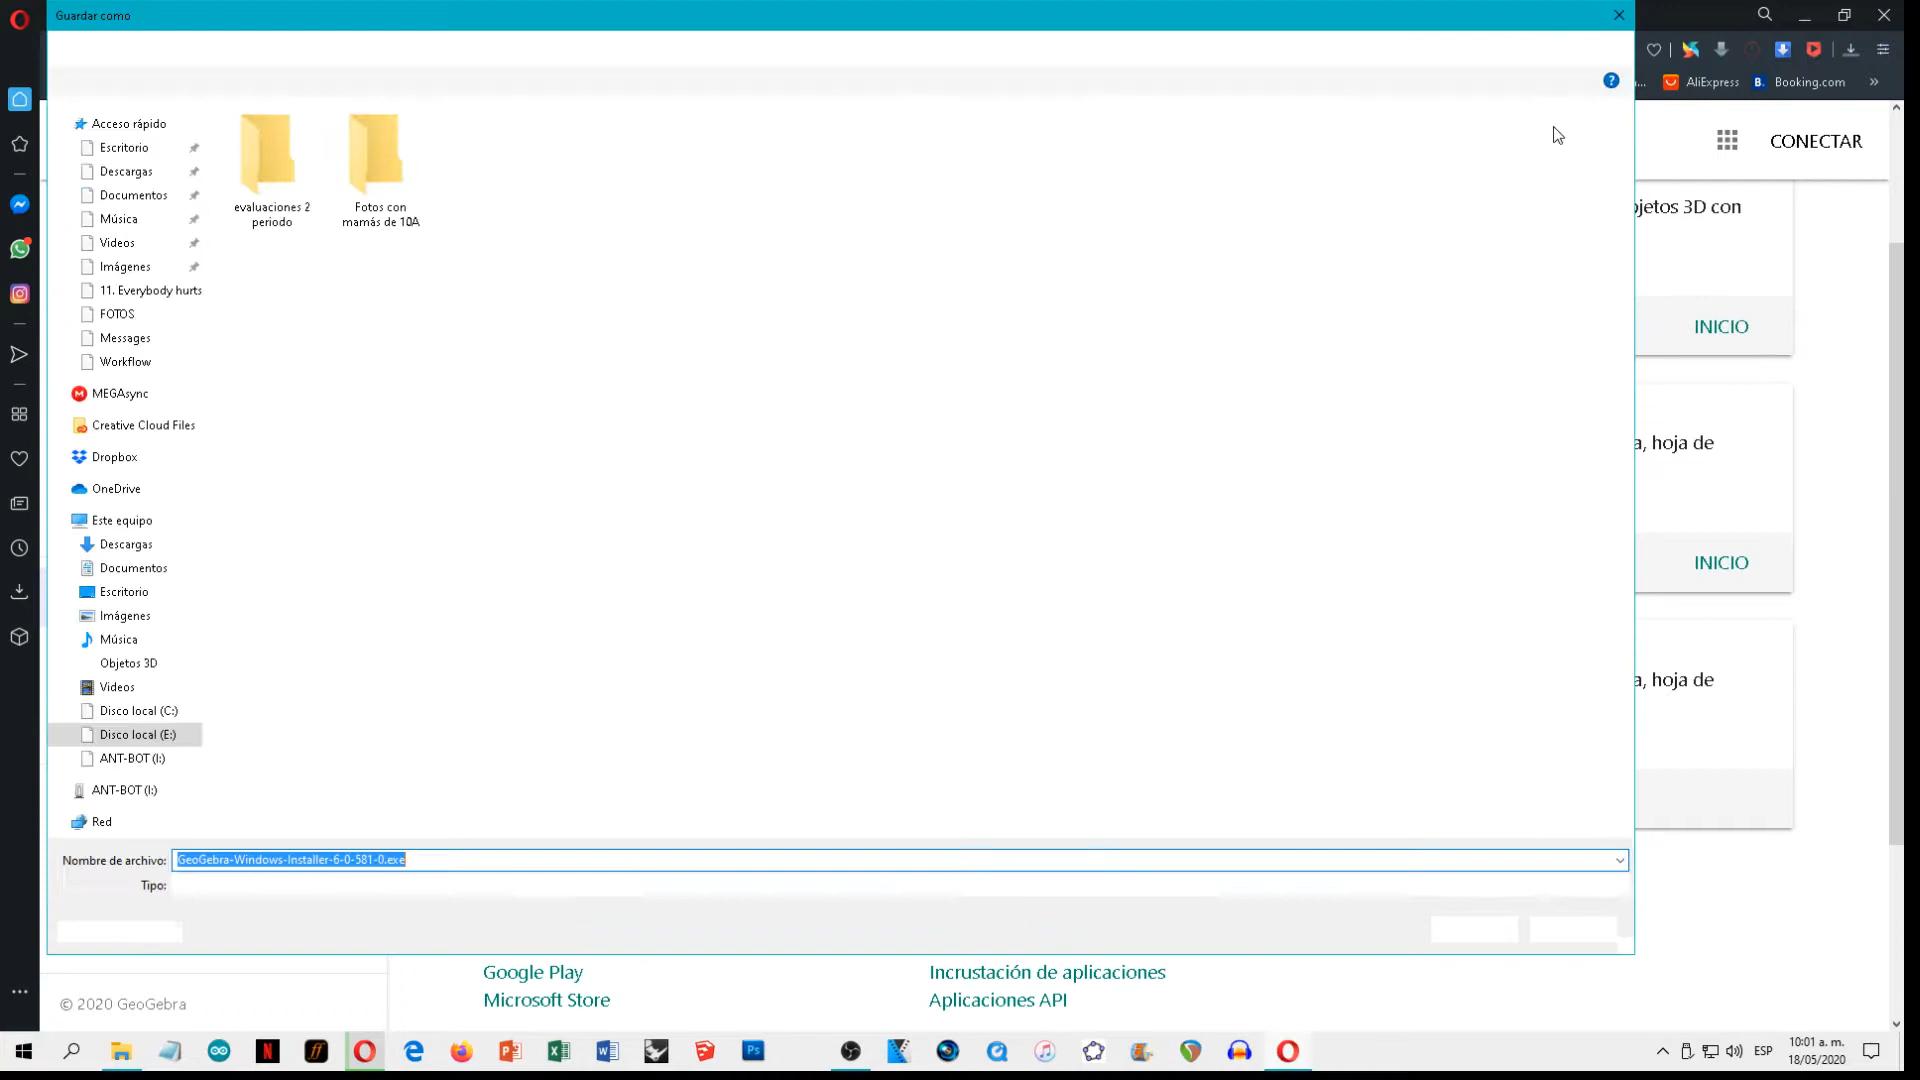 Guardar como
AliExpress
B. Booking.com
CONECTAR
Acceso rápido
Escritorio
Descargas
Documentos
Música
Videos
Imágenes
11. Everybody hurts
FOTOS
Messages
Workflow
MEGAsync
Creative Cloud Files
Dropbox
OneDrive
Este equipo
Descargas
Documentos
Escritorio
Imágenes
Música
Objetos 3D
Videos
Disco local (C:)
Disco local (E:)
ANT-BOT (I:)
ANT-BOT (I:)
Red
evaluaciones 2
periodo
Fotos con
mamás de 10A
bjetos 3D con
INICIO
a, hoja de
INICIO
a, hoja de
Nombre de archivo: GeoGebra-Windows-Installer-6-0-581-0.exe
Tipo:
Google Play
Microsoft Store
Incrustación de aplicaciones
Aplicaciones API
© 2020 GeoGebra
Ps
ESP
10:01 a. m.
18/05/2020